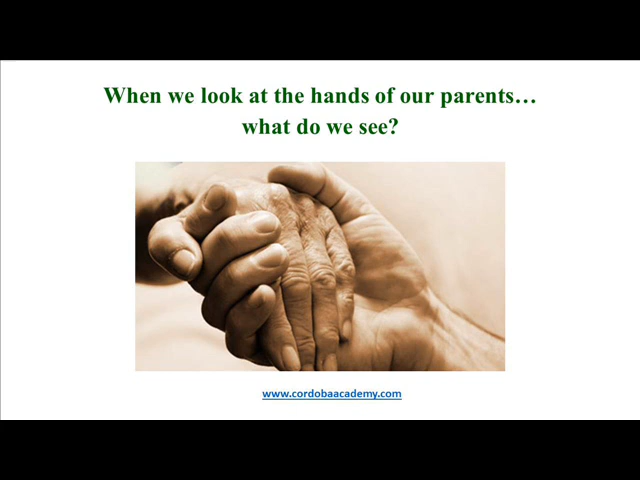 When we look at the hands of our parents…
what do we see?
www.cordobaacademy.com